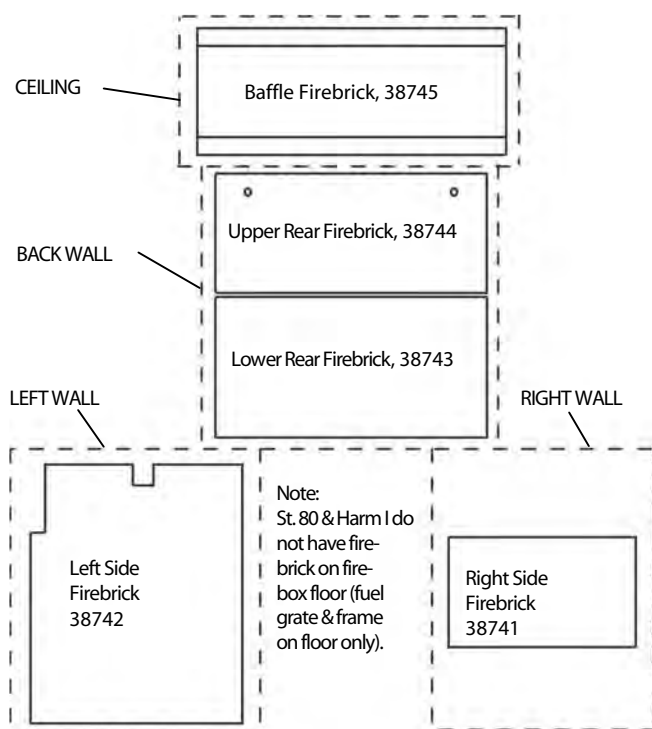 CEILING
Baffle Firebrick, 38745
Upper Rear Firebrick, 38744
BACK WALL
Lower Rear Firebrick, 38743
LEFT WALL
RIGHT WALL
Left Side
Firebrick
38742
Note:
St. 80 & Harm I do
not have fire-
brick on fire-
box floor (fuel
grate & frame
on floor only).
Right Side
Firebrick
38741